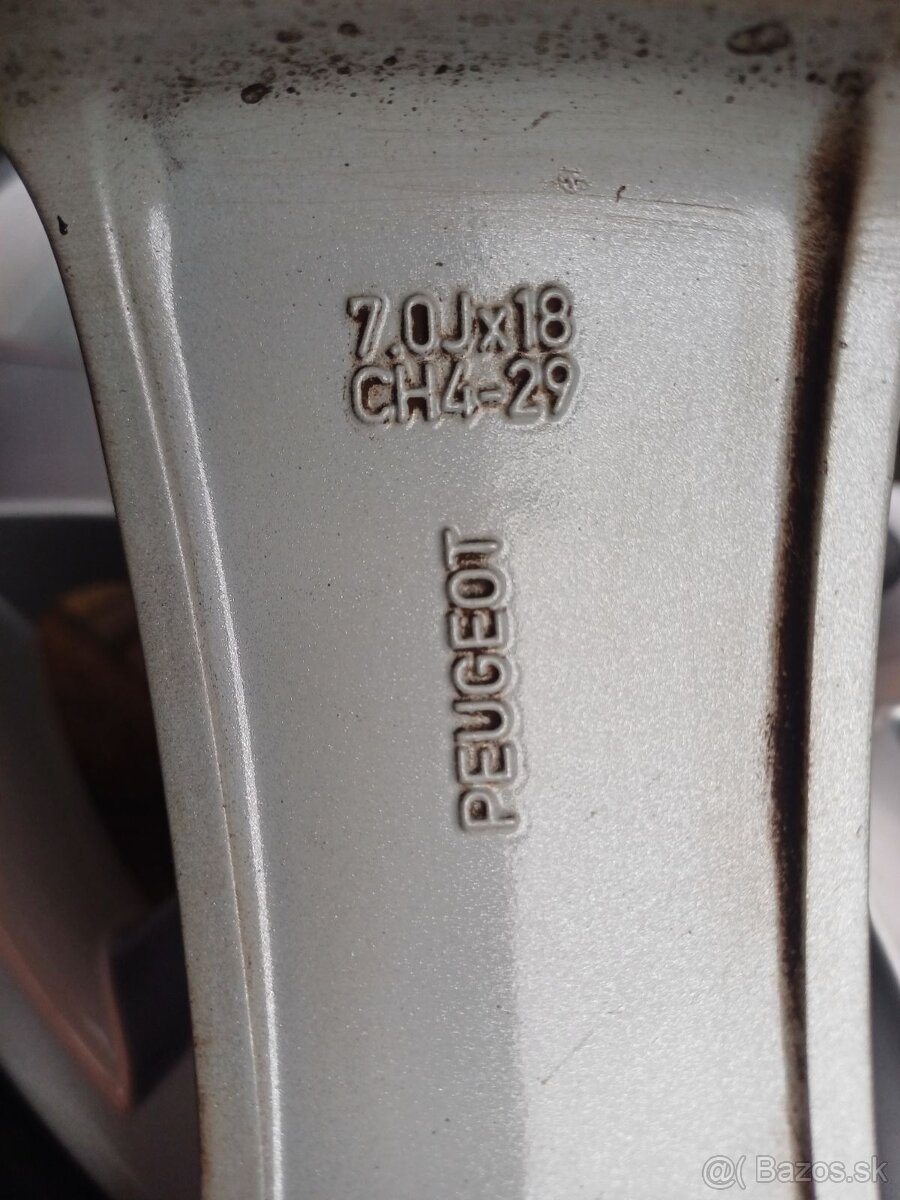 7.0Jx18
CH4-29
PEUGEOT
@( Bazos.sk